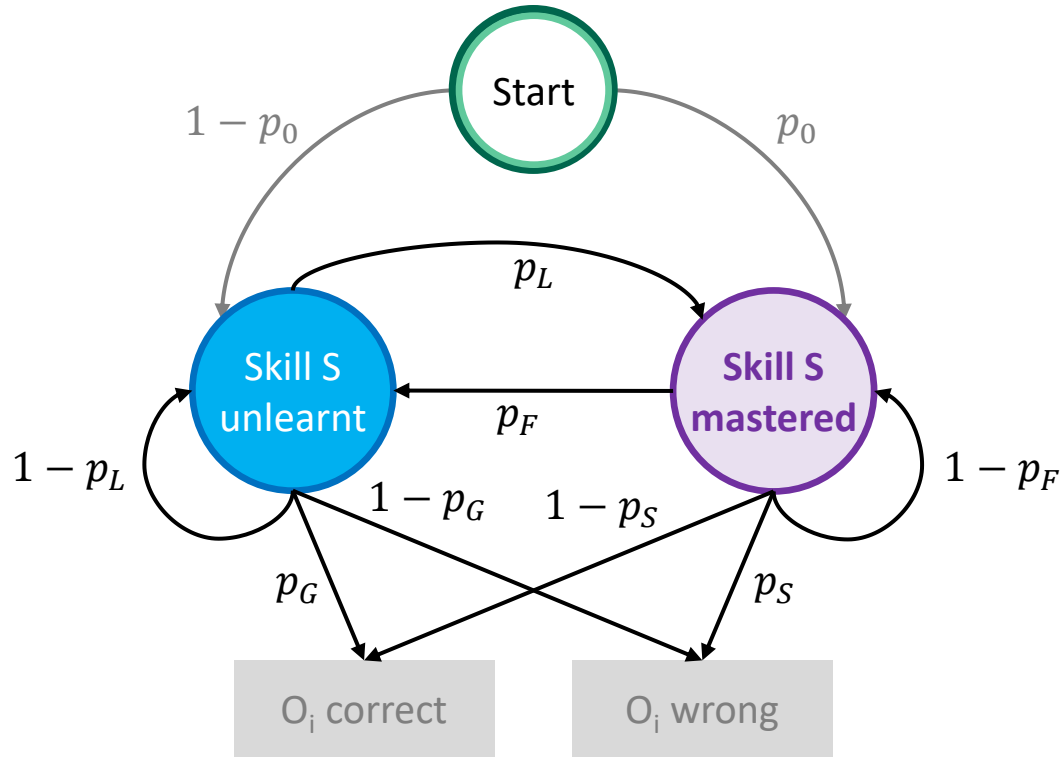 Start
1 − p₀
p₀
p_L
Skill S
unlearnt
Skill S
mastered
p_F
1 − p_L
1 − p_F
1 − p_G
1 − p_S
p_G
p_S
Oᵢ correct
Oᵢ wrong